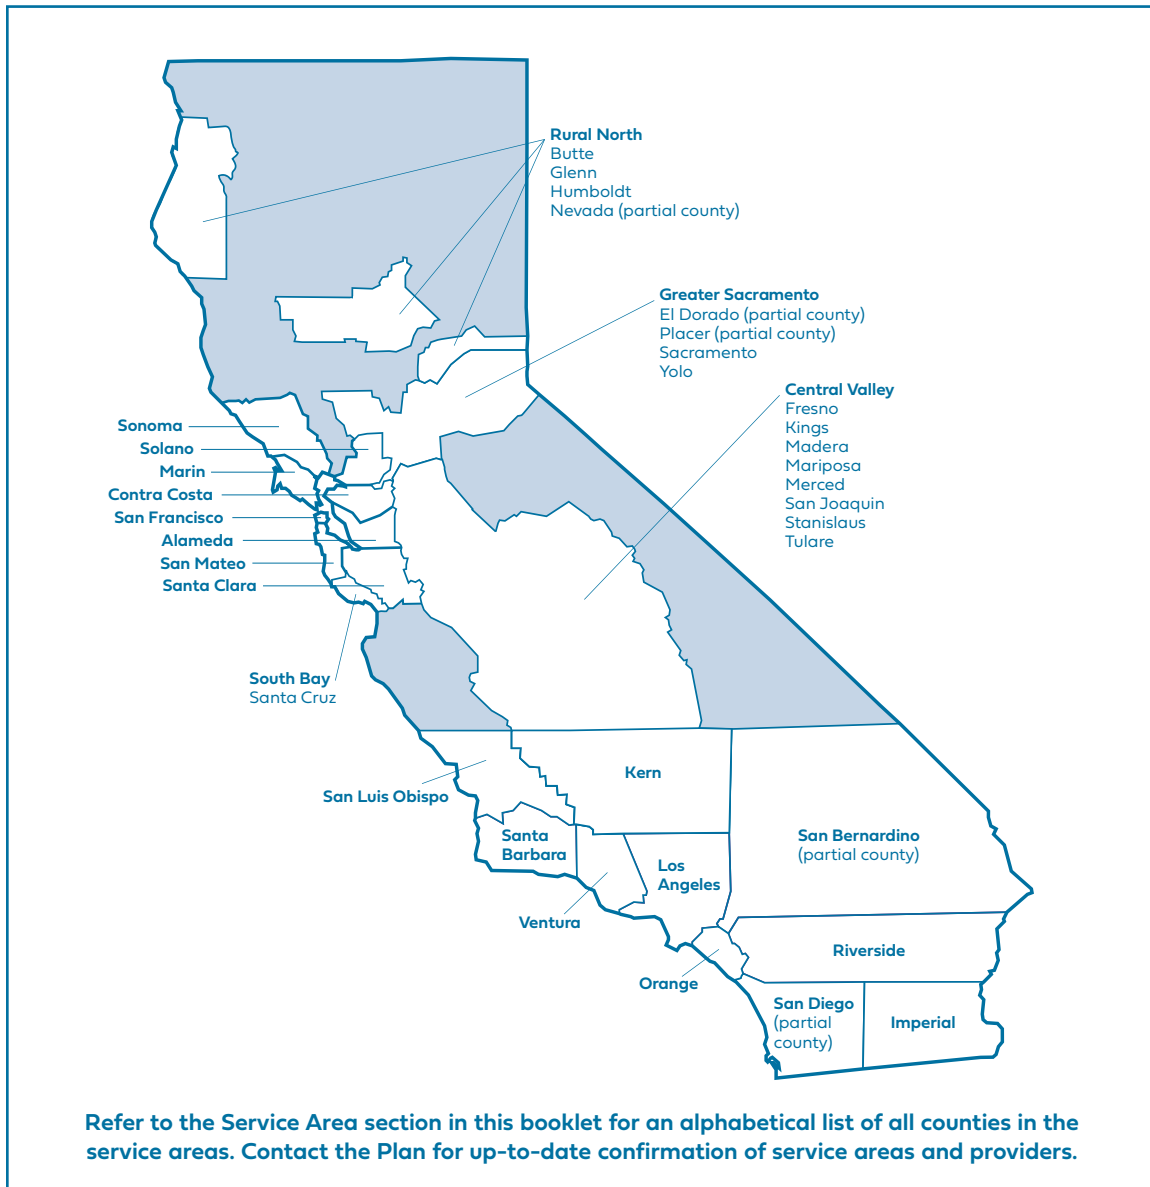 Rural North
Butte
Glenn
Humboldt
Nevada (partial county)
Greater Sacramento
El Dorado (partial county)
Placer (partial county)
Sacramento
Yolo
Central Valley
Fresno
Kings
Madera
Mariposa
Merced
San Joaquin
Stanislaus
Tulare
Sonoma
Solano
Marin
Contra Costa
San Francisco
Alameda
San Mateo
Santa Clara
South Bay
Santa Cruz
San Luis Obispo
Kern
Santa
Barbara
Los
Angeles
Ventura
San Bernardino
(partial county)
Orange
Riverside
San Diego
(partial
county)
Imperial
Refer to the Service Area section in this booklet for an alphabetical list of all counties in the
service areas. Contact the Plan for up-to-date confirmation of service areas and providers.